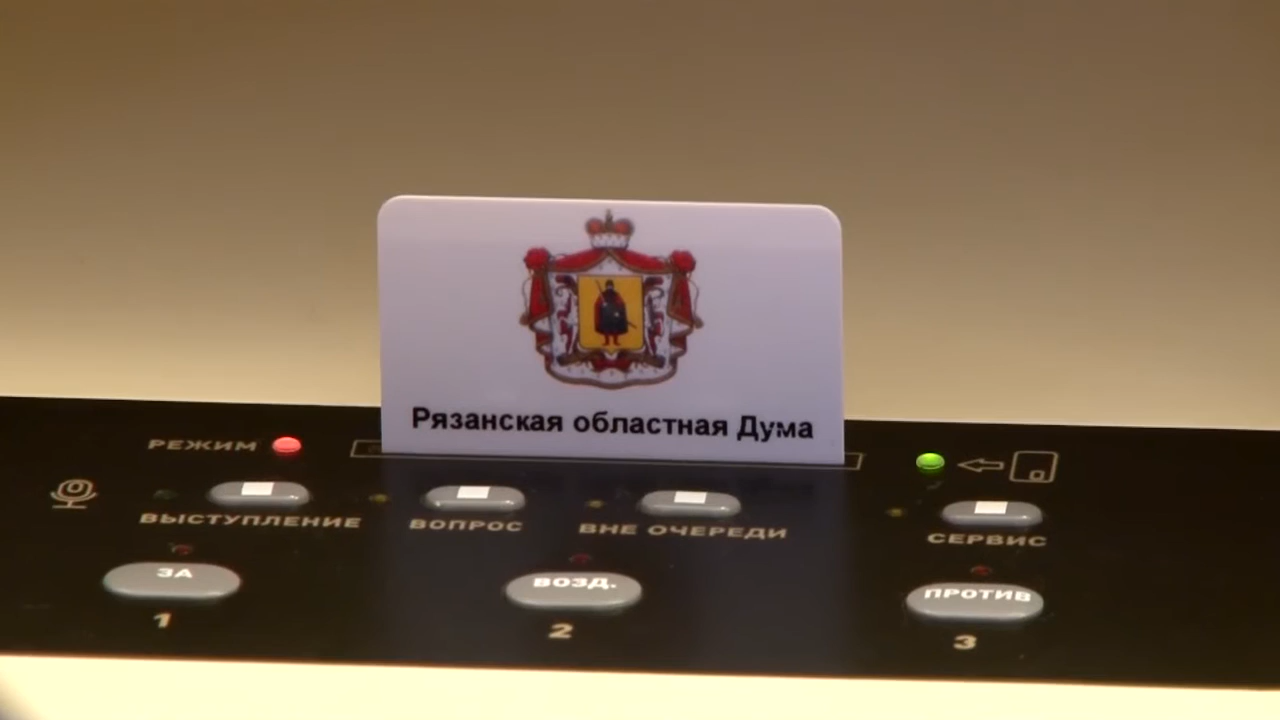 Рязанская областная Дума
РЕЖИМ
ВЫСТУПЛЕНИЕ
ВОПРОС
ВНЕ ОЧЕРЕДИ
СЕРВИС
ЗА
ВОЗД.
ПРОТИВ
1
2
3